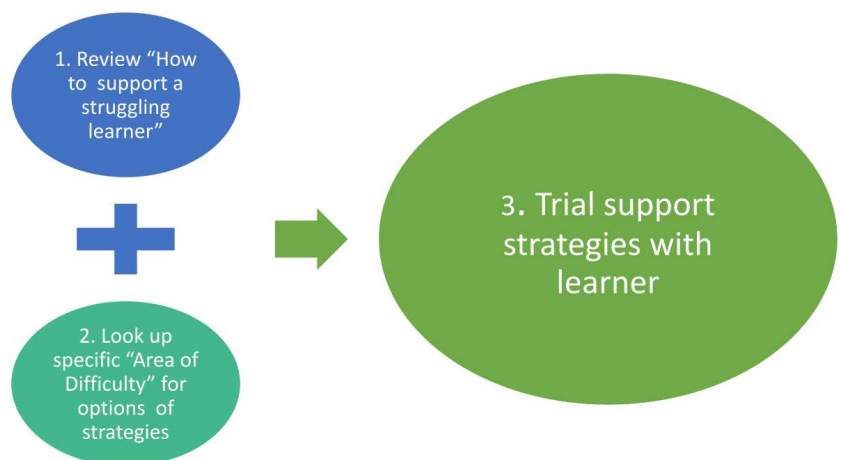 1. Review “How
to support a
struggling
learner”
2. Look up
specific “Area of
Difficulty” for
options of
strategies
3. Trial support
strategies with
learner